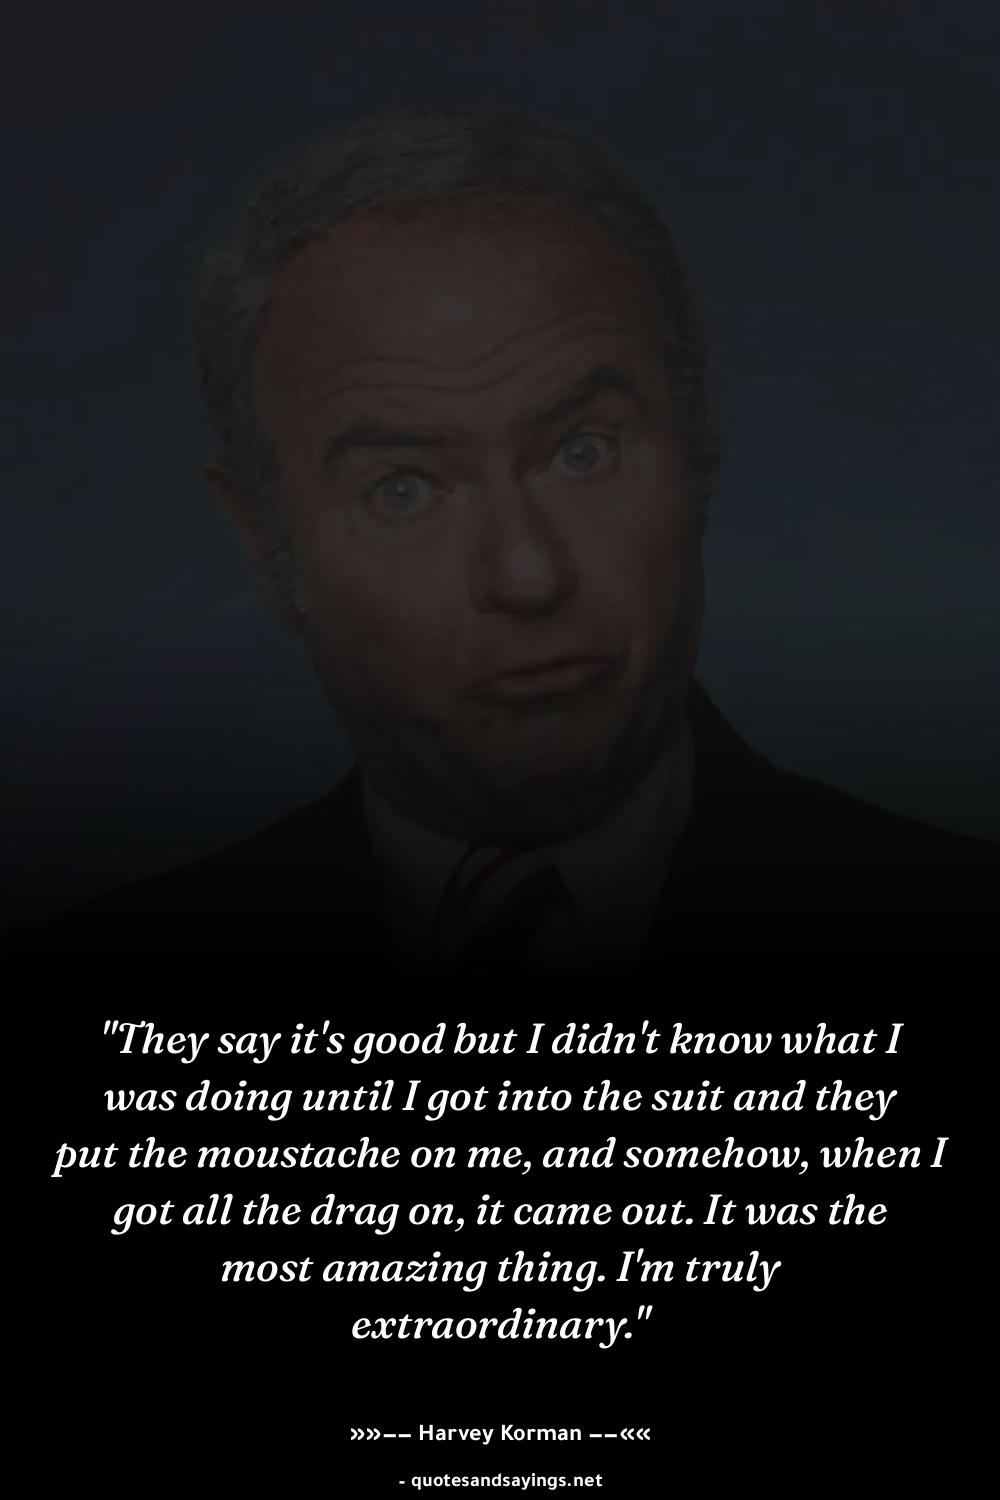 "They say it's good but I didn't know what I
was doing until I got into the suit and they
put the moustache on me, and somehow, when I
got all the drag on, it came out. It was the
most amazing thing. I'm truly
extraordinary."
»»-- Harvey Korman --««
- quotesandsayings.net